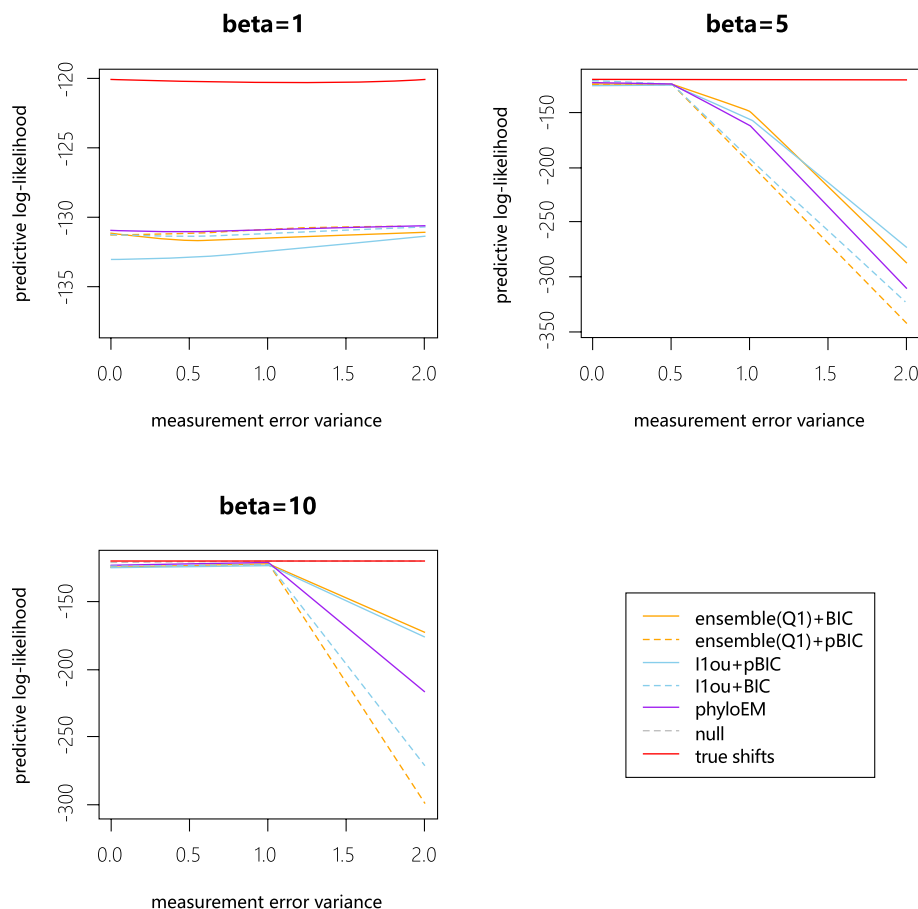 beta=1
predictive log-likelihood
-120
-125
-130
-135
0.0 0.5 1.0 1.5 2.0
measurement error variance
beta=5
predictive log-likelihood
-150
-200
-250
-300
-350
0.0 0.5 1.0 1.5 2.0
measurement error variance
beta=10
predictive log-likelihood
-150
-200
-250
-300
0.0 0.5 1.0 1.5 2.0
measurement error variance
ensemble(Q1)+BIC
ensemble(Q1)+pBIC
l1ou+pBIC
l1ou+BIC
phyloEM
null
true shifts